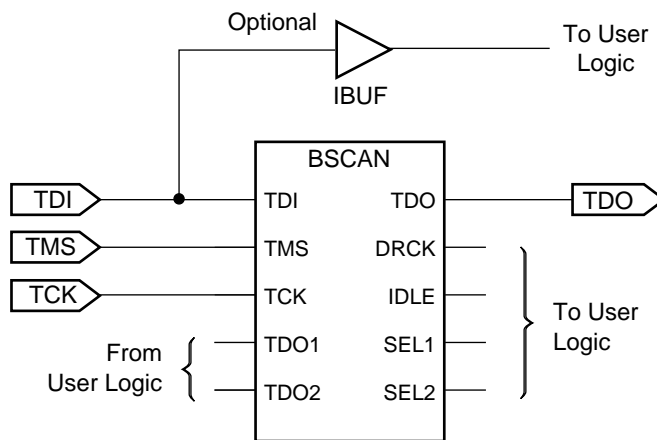 Optional
To User
Logic
IBUF
BSCAN
TDI
TDI
TDO
TDO
TMS
TMS
DRCK
TCK
TCK
IDLE
To User
Logic
From
User Logic
TDO1
SEL1
TDO2
SEL2